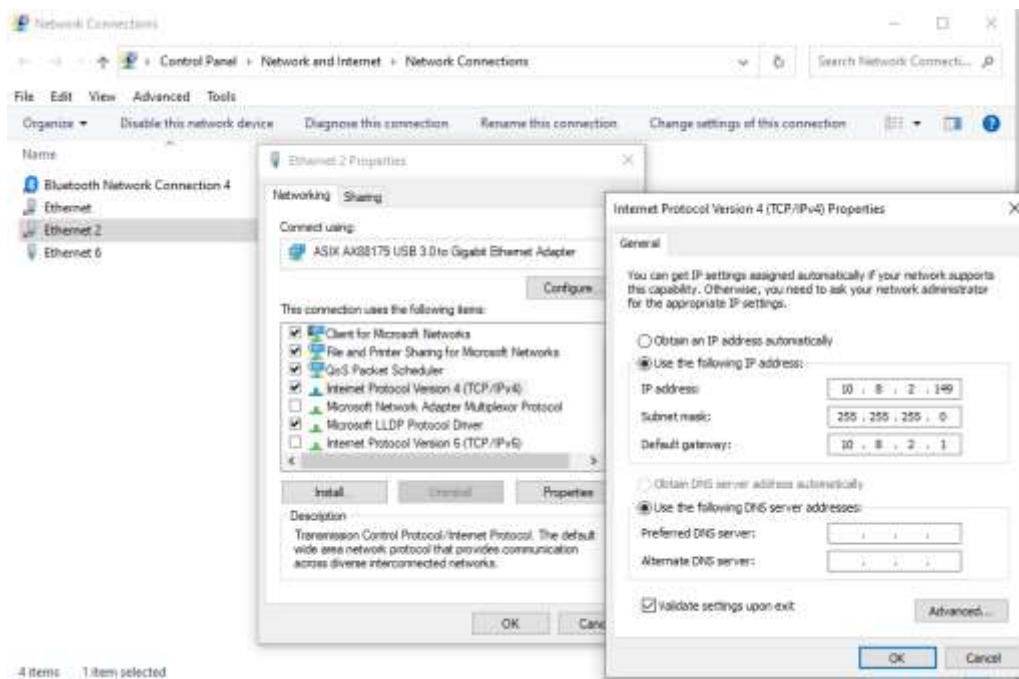 Network Connections
Control Panel › Network and Internet › Network Connections
Search Network Connecti...
File Edit View Advanced Tools
Organize Disable this network device Diagnose this connection Rename this connection Change settings of this connection
Name
Bluetooth Network Connection 4
Ethernet
Ethernet 2
Ethernet 6
4 items 1 item selected
Ethernet 2 Properties
Networking Sharing
Connect using:
ASIX AX88175 USB 3.0 to Gigabit Ethernet Adapter
Configure...
This connection uses the following items:
Client for Microsoft Networks
File and Printer Sharing for Microsoft Networks
QoS Packet Scheduler
Internet Protocol Version 4 (TCP/IPv4)
Microsoft Network Adapter Multiplexor Protocol
Microsoft LLDP Protocol Driver
Internet Protocol Version 6 (TCP/IPv6)
Install... Uninstall Properties
Description
Transmission Control Protocol/Internet Protocol. The default
wide area network protocol that provides communication
across diverse interconnected networks.
OK Canc
Internet Protocol Version 4 (TCP/IPv4) Properties
General
You can get IP settings assigned automatically if your network supports
this capability. Otherwise, you need to ask your network administrator
for the appropriate IP settings.
Obtain an IP address automatically
Use the following IP address:
IP address: 10 . 8 . 2 . 149
Subnet mask: 255 . 255 . 255 . 0
Default gateway: 10 . 8 . 2 . 1
Obtain DNS server address automatically
Use the following DNS server addresses:
Preferred DNS server: . . .
Alternate DNS server: . . .
Validate settings upon exit
Advanced...
OK Cancel